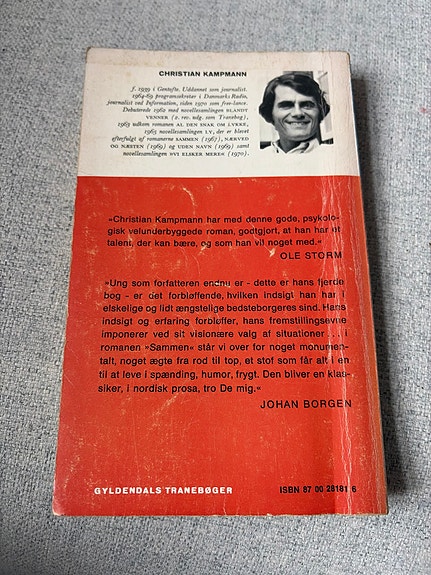 CHRISTIAN KAMPMANN
f. 1939 i Gentofte. Uddannet som journalist.
1964-69 programsekretær i Danmarks Radio,
journalist ved Information, siden 1970 som free-lance.
Debuterede 1962 med novellesamlingen BLANDT
VENNER (2. rev. udg. som Tranebog),
1963 udkom romanen AL DEN SNAK OM LYKKE,
1965 novellesamlingen LY, der er blevet
efterfulgt af romanerne SAMMEN (1967), NÆRVED
OG NÆSTEN (1969) og UDEN NAVN (1969) samt
novellesamlingen HVI ELSKER MERE« (1970).
»Christian Kampmann har med denne gode, psykolo-
gisk velunderbyggede roman, godtgjort, at han har et
talent, der kan bære, og som han vil noget med.«
OLE STORM
»Ung som forfatteren endnu er - dette er hans fjerde
bog - er det forbløffende, hvilken indsigt han har i
elskelige og lidt ængstelige bedsteborgeres sind. Hans
indsigt og erfaring forbløffer, hans fremstillingsevne
imponerer ved sit visionære valg af situationer . . . i
romanen »Sammen« står vi over for noget monumen-
talt, noget ægte fra rod til top, et stof som får alt i en
til at leve i spænding, humor, frygt. Den bilver en klas-
siker, i nordisk prosa, tro De mig.«
JOHAN BORGEN
GYLDENDALS TRANEBØGER
ISBN 87 00 28181 6